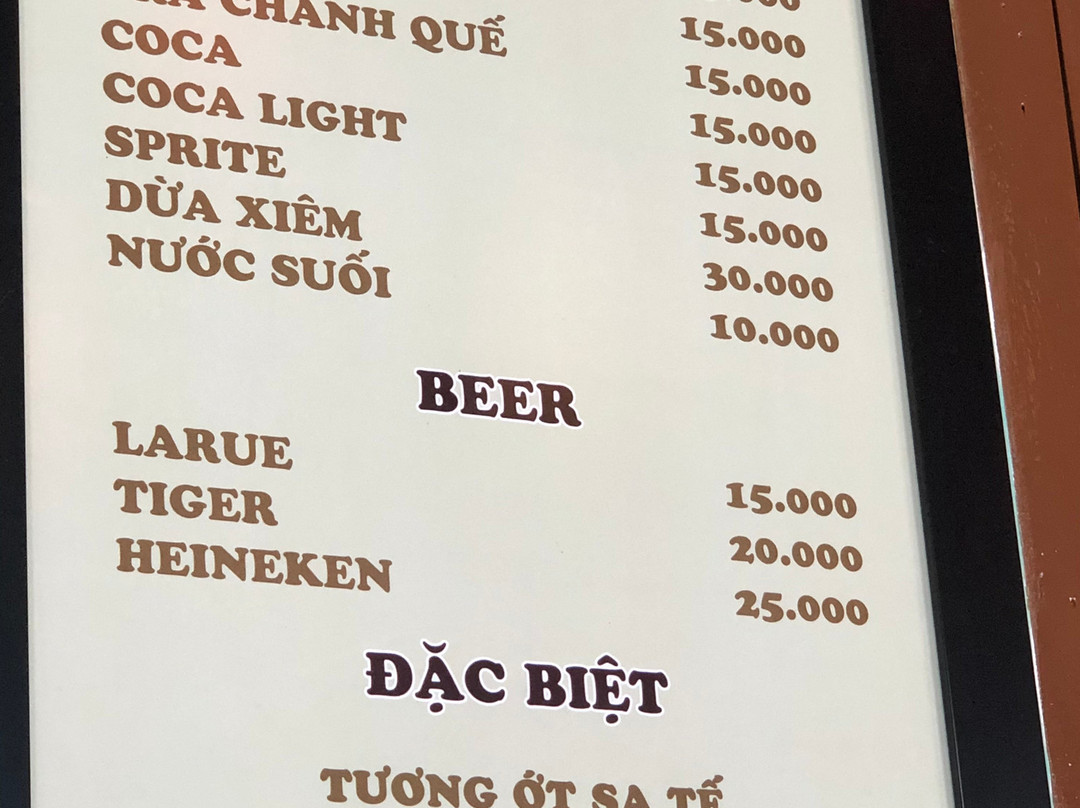 15.000
CHANH QUẾ 15.000
COCA 15.000
COCA LIGHT 15.000
SPRITE 15.000
DỪA XIÊM 30.000
NƯỚC SUỐI 10.000
BEER
LARUE 15.000
TIGER 20.000
HEINEKEN 25.000
ĐẶC BIỆT
TƯƠNG ỚT SA TẾ